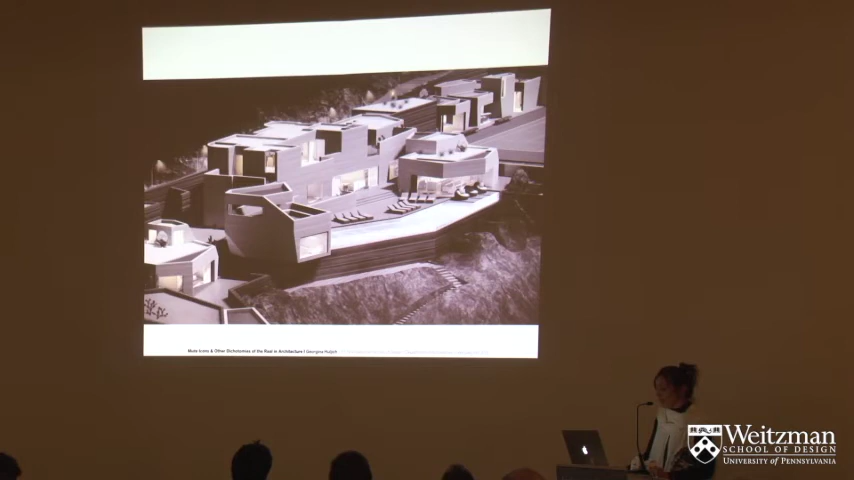 Mute Icons & Other Dichotomies of the Real in Architecture | Georgina Huljich
Weitzman
SCHOOL OF DESIGN
UNIVERSITY OF PENNSYLVANIA